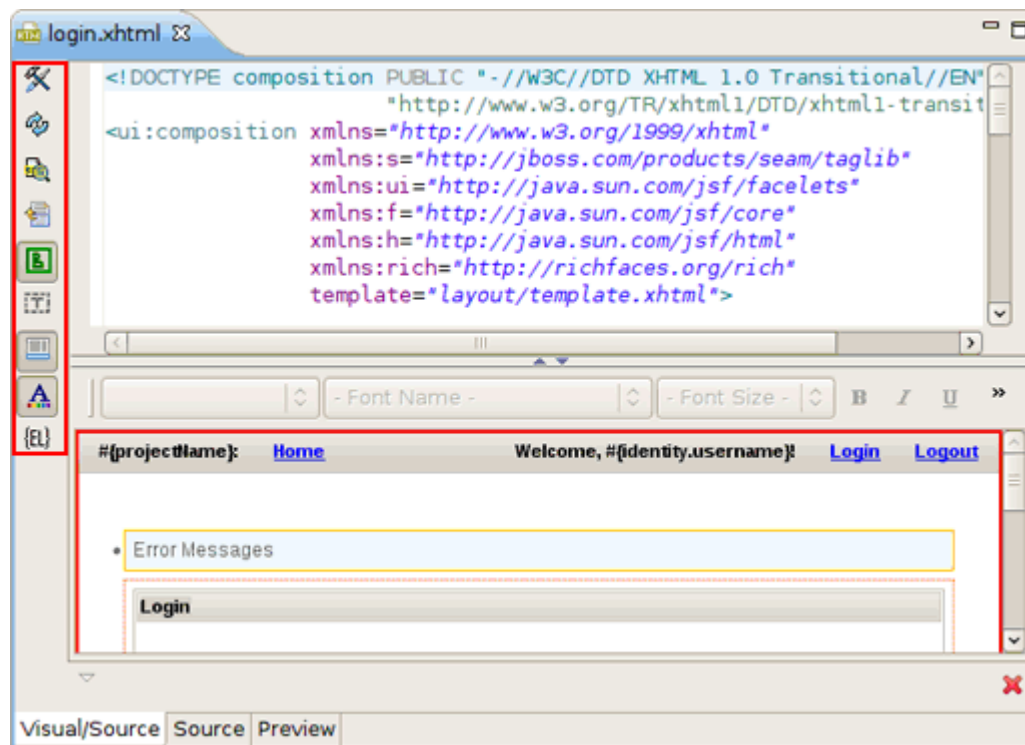 login.xhtml
<!DOCTYPE composition PUBLIC "-//W3C//DTD XHTML 1.0 Transitional//EN"
"http://www.w3.org/TR/xhtml1/DTD/xhtml1-transit
<ui:composition xmlns="http://www.w3.org/1999/xhtml"
xmlns:s="http://jboss.com/products/seam/taglib"
xmlns:ui="http://java.sun.com/jsf/facelets"
xmlns:f="http://java.sun.com/jsf/core"
xmlns:h="http://java.sun.com/jsf/html"
xmlns:rich="http://richfaces.org/rich"
template="layout/template.xhtml">
- Font Name - - Font Size - B I U »
{EL}
#{projectName}: Home Welcome, #{identity.username}! Login Logout
• Error Messages
Login
Visual/Source Source Preview